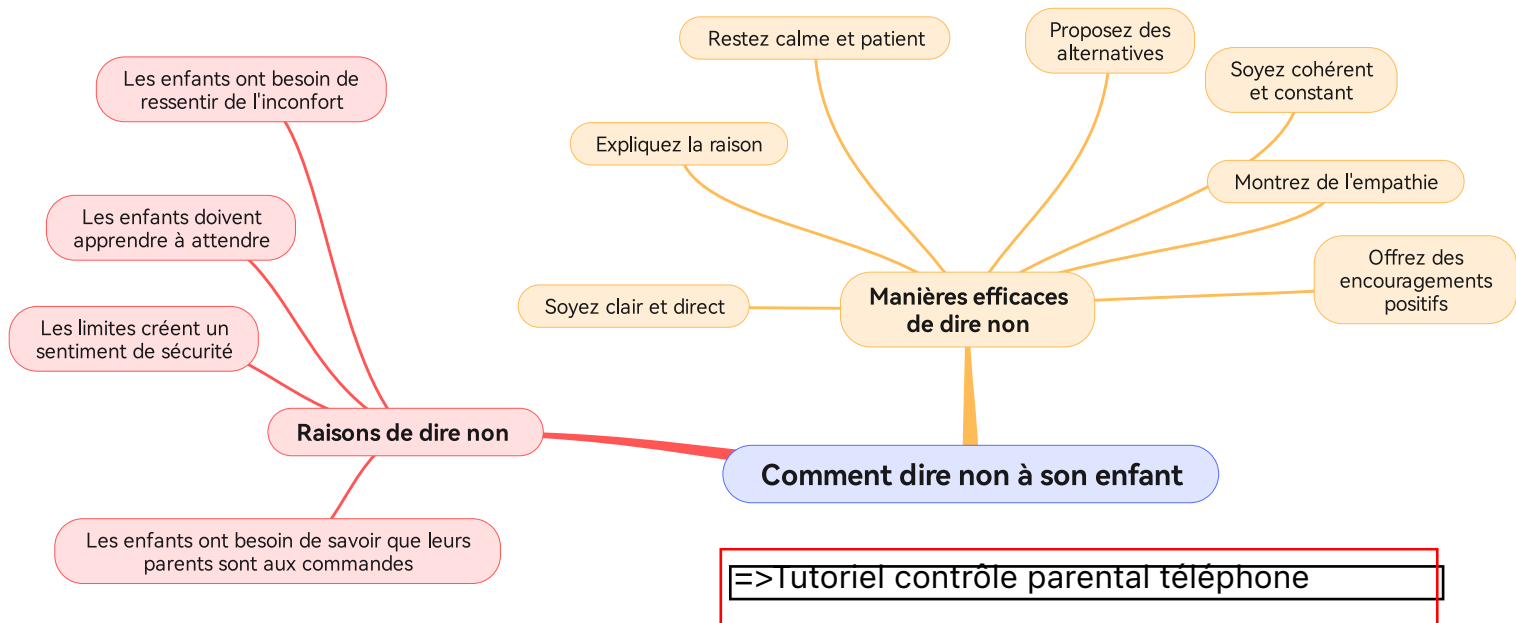 Restez calme et patient
Proposez des
alternatives
Soyez cohérent
et constant
Les enfants ont besoin de
ressentir de l'inconfort
Expliquez la raison
Montrez de l'empathie
Les enfants doivent
apprendre à attendre
Offrez des
encouragements
positifs
Soyez clair et direct
Manières efficaces
de dire non
Les limites créent un
sentiment de sécurité
Raisons de dire non
Comment dire non à son enfant
Les enfants ont besoin de savoir que leurs
parents sont aux commandes
=>Tutoriel contrôle parental téléphone